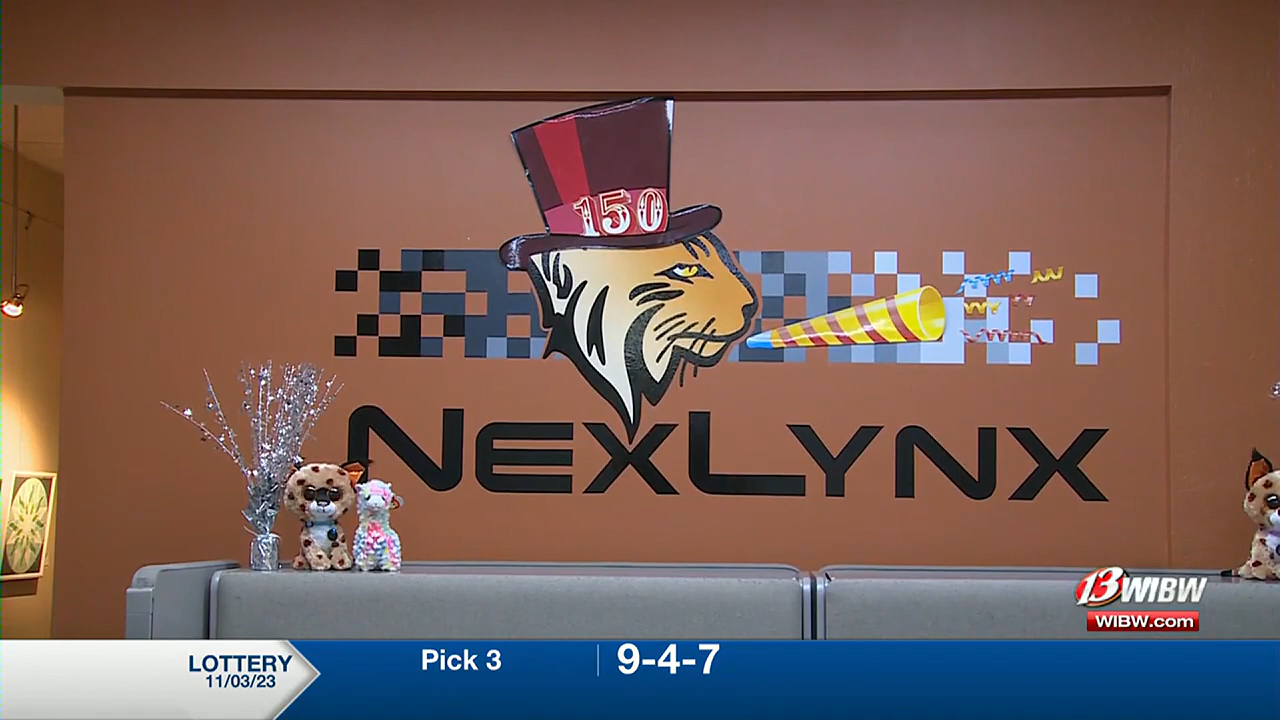 150
NEXLYNX
13 WIBW
WIBW.com
LOTTERY
11/03/23
Pick 3
9-4-7